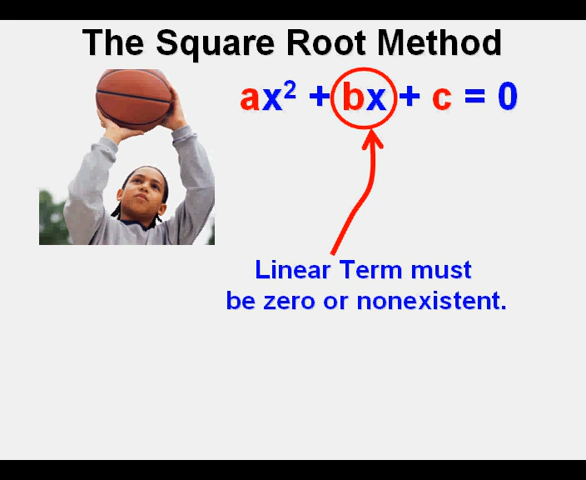 The Square Root Method
ax² + bx + c = 0
Linear Term must
be zero or nonexistent.